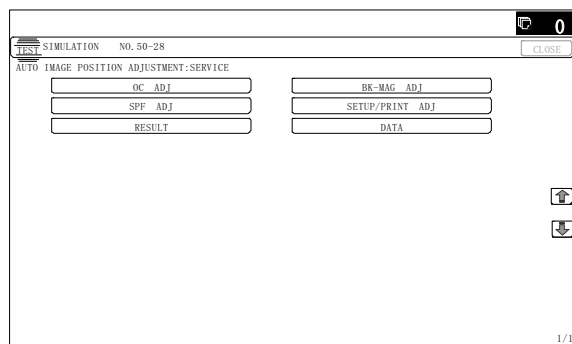 0
TEST SIMULATION NO.50-28 CLOSE
AUTO IMAGE POSITION ADJUSTMENT:SERVICE
OC ADJ BK-MAG ADJ
SPF ADJ SETUP/PRINT ADJ
RESULT DATA
1/1